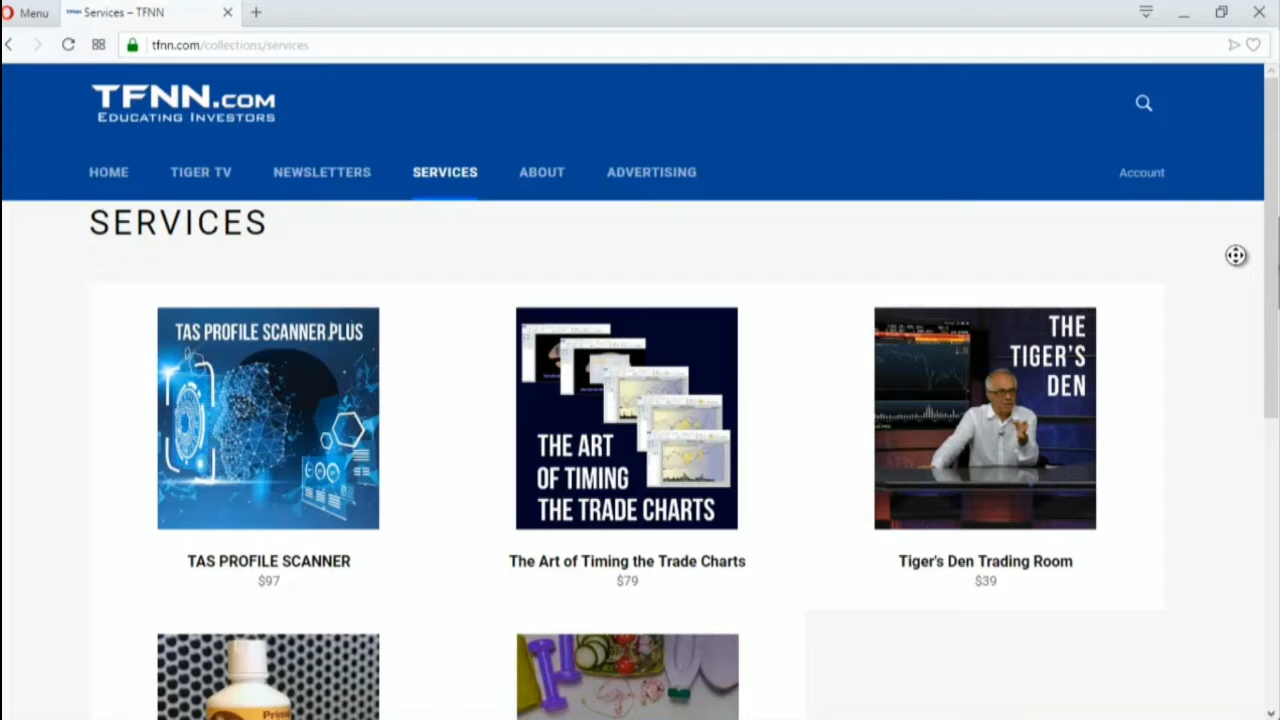 Menu
Services – TFNN
tfnn.com/collections/services
TFNN.COM
EDUCATING INVESTORS
HOME
TIGER TV
NEWSLETTERS
SERVICES
ABOUT
ADVERTISING
Account
SERVICES
TAS PROFILE SCANNER PLUS
THE ART
OF TIMING
THE TRADE CHARTS
THE
TIGER'S
DEN
TAS PROFILE SCANNER
$97
The Art of Timing the Trade Charts
$79
Tiger's Den Trading Room
$39